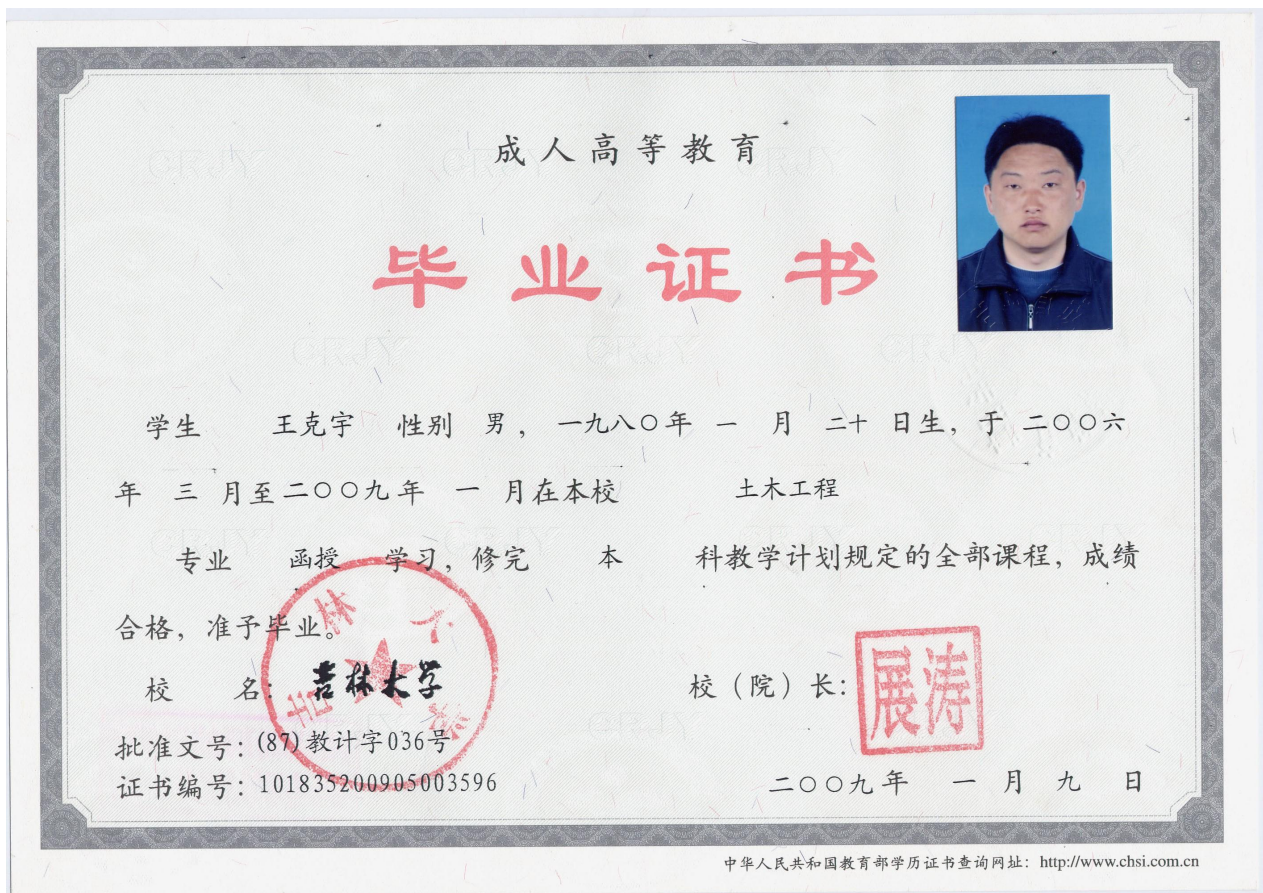 成人高等教育
毕业证书
学生 王克宇 性别 男, 一九八〇年 一 月 二十 日生, 于 二〇〇六
年 三 月至二〇〇九年 一 月在本校 土木工程
专业 函授 学习, 修完 本 科教学计划规定的全部课程, 成绩
合格, 准予毕业。
校 名: 吉林大学
校（院）长: 展涛
批准文号: (87)教计字036号
证书编号: 101835200905003596
二〇〇九年 一 月 九 日
吉林大学
中华人民共和国教育部学历证书查询网址: http://www.chsi.com.cn